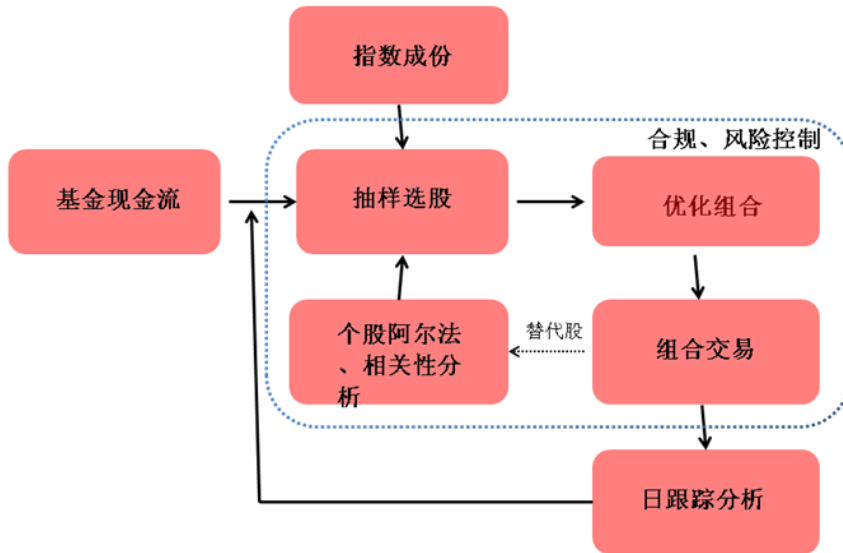 指数成份
合规、风险控制
基金现金流
抽样选股
优化组合
个股阿尔法
、相关性分
析
替代股
组合交易
日跟踪分析